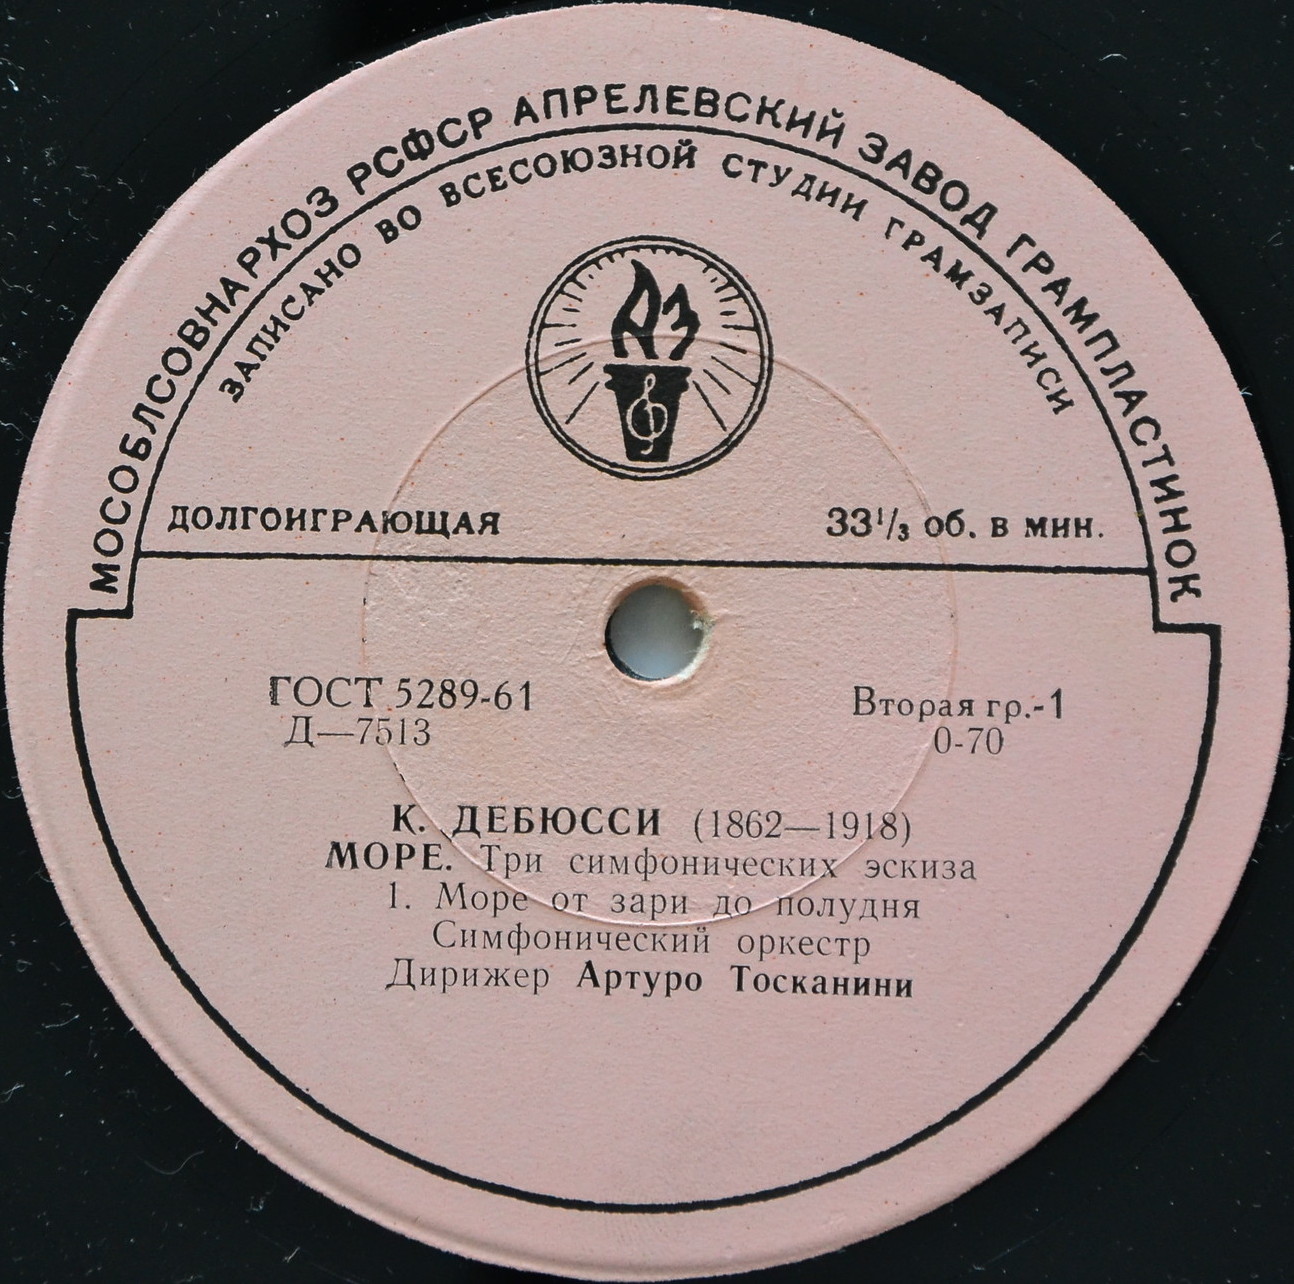 МОСОБЛСОВНАРХОЗ РСФСР АПРЕЛЕВСКИЙ ЗАВОД ГРАМПЛАСТИНОК
ЗАПИСАНО ВО ВСЕСОЮЗНОЙ СТУДИИ ГРАМЗАПИСИ
АЗ
ДОЛГОИГРАЮЩАЯ 33⅓ об. в мин.
ГОСТ 5289-61 Вторая гр.-1
Д—7513 0-70
К. ДЕБЮССИ (1862—1918)
МОРЕ. Три симфонических эскиза
1. Море от зари до полудня
Симфонический оркестр
Дирижер Артуро Тосканини